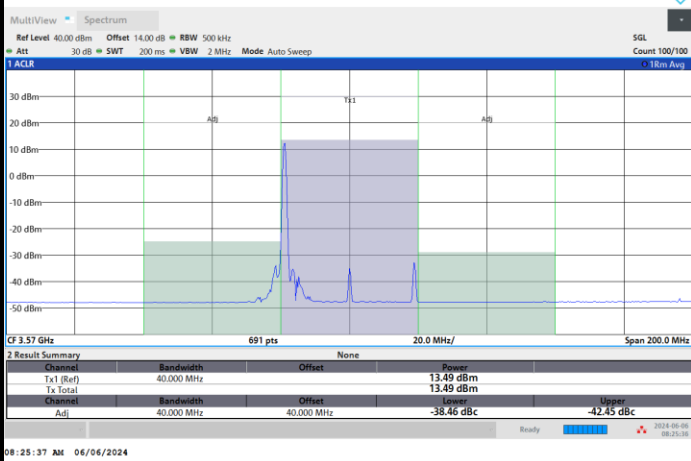 MultiView Spectrum
Ref Level 40.00 dBm Offset 14.00 dB RBW 500 kHz SGL
Att 30 dB SWT 200 ms VBW 2 MHz Mode Auto Sweep Count 100/100
1 ACLR 1Rm Avg
30 dBm
Tx1
20 dBm
Adj Adj
10 dBm
0 dBm
-10 dBm
-20 dBm
-30 dBm
-40 dBm
-50 dBm
CF 3.57 GHz 691 pts 20.0 MHz/ Span 200.0 MHz
2 Result Summary None
Channel Bandwidth Offset Power
Tx1 (Ref) 40.000 MHz 13.49 dBm
Tx Total 13.49 dBm
Channel Bandwidth Offset Lower Upper
Adj 40.000 MHz 40.000 MHz -38.46 dBc -42.45 dBc
Ready 2024-06-06
08:25:36
08:25:37 AM 06/06/2024